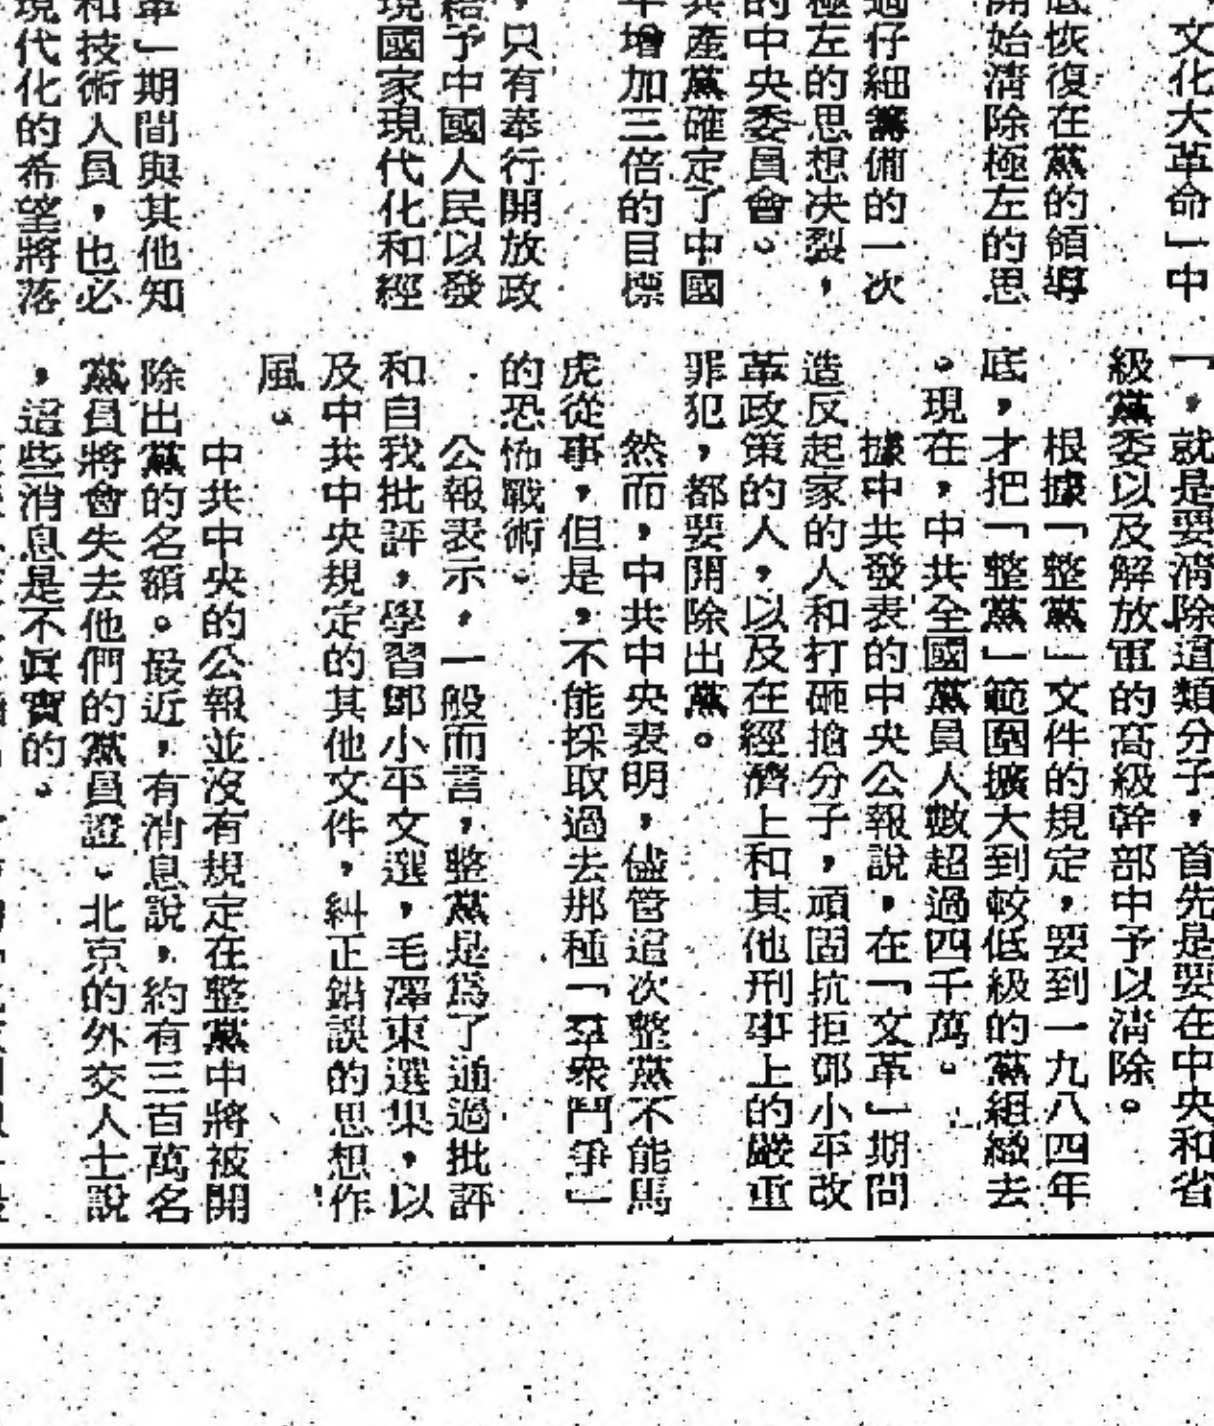 ，文化大革命」中
底恢復在黨的領導
開始清除極左的思
過仔細籌備的一次
極左的思想决裂，
的中央委員會。
共產黨確定了中國
年增加三倍的目標
，只有奉行開放政
給予中國人民以發
現國家現代化和經
革」期間與其他知
和技術人員，也必
現代化的希望將落
一，就是要清除這類分子，首先是要在中央和省
級黨委以及解放軍的高級幹部中予以清除。
根據「整黨」文件的規定，要到一九八四年
底，才把「整黨」範圍擴大到較低級的黨組織去
。現在，中共全國黨員人數超過四千萬。
據中共發表的中央公報說，在「文革」期間
造反起家的人和打砸搶分子，頑固抗拒鄧小平改
革政策的人，以及在經濟上和其他刑事上的嚴重
罪犯，都要開除出黨。
然而，中共中央表明，儘管這次整黨不能馬
虎從事，但是，不能採取過去那種「羣衆鬥爭」
的恐怖戰術。
公報表示，一般而言，整黨是爲了通過批評
和自我批評，學習鄧小平文選，毛澤東選集，以
及中共中央規定的其他文件，糾正錯誤的思想作
風。
中共中央的公報並沒有規定在整黨中將被開
除出黨的名額。最近，有消息說，約有三百萬名
黨員將會失去他們的黨員證。北京的外交人士說
，這些消息是不眞實的。